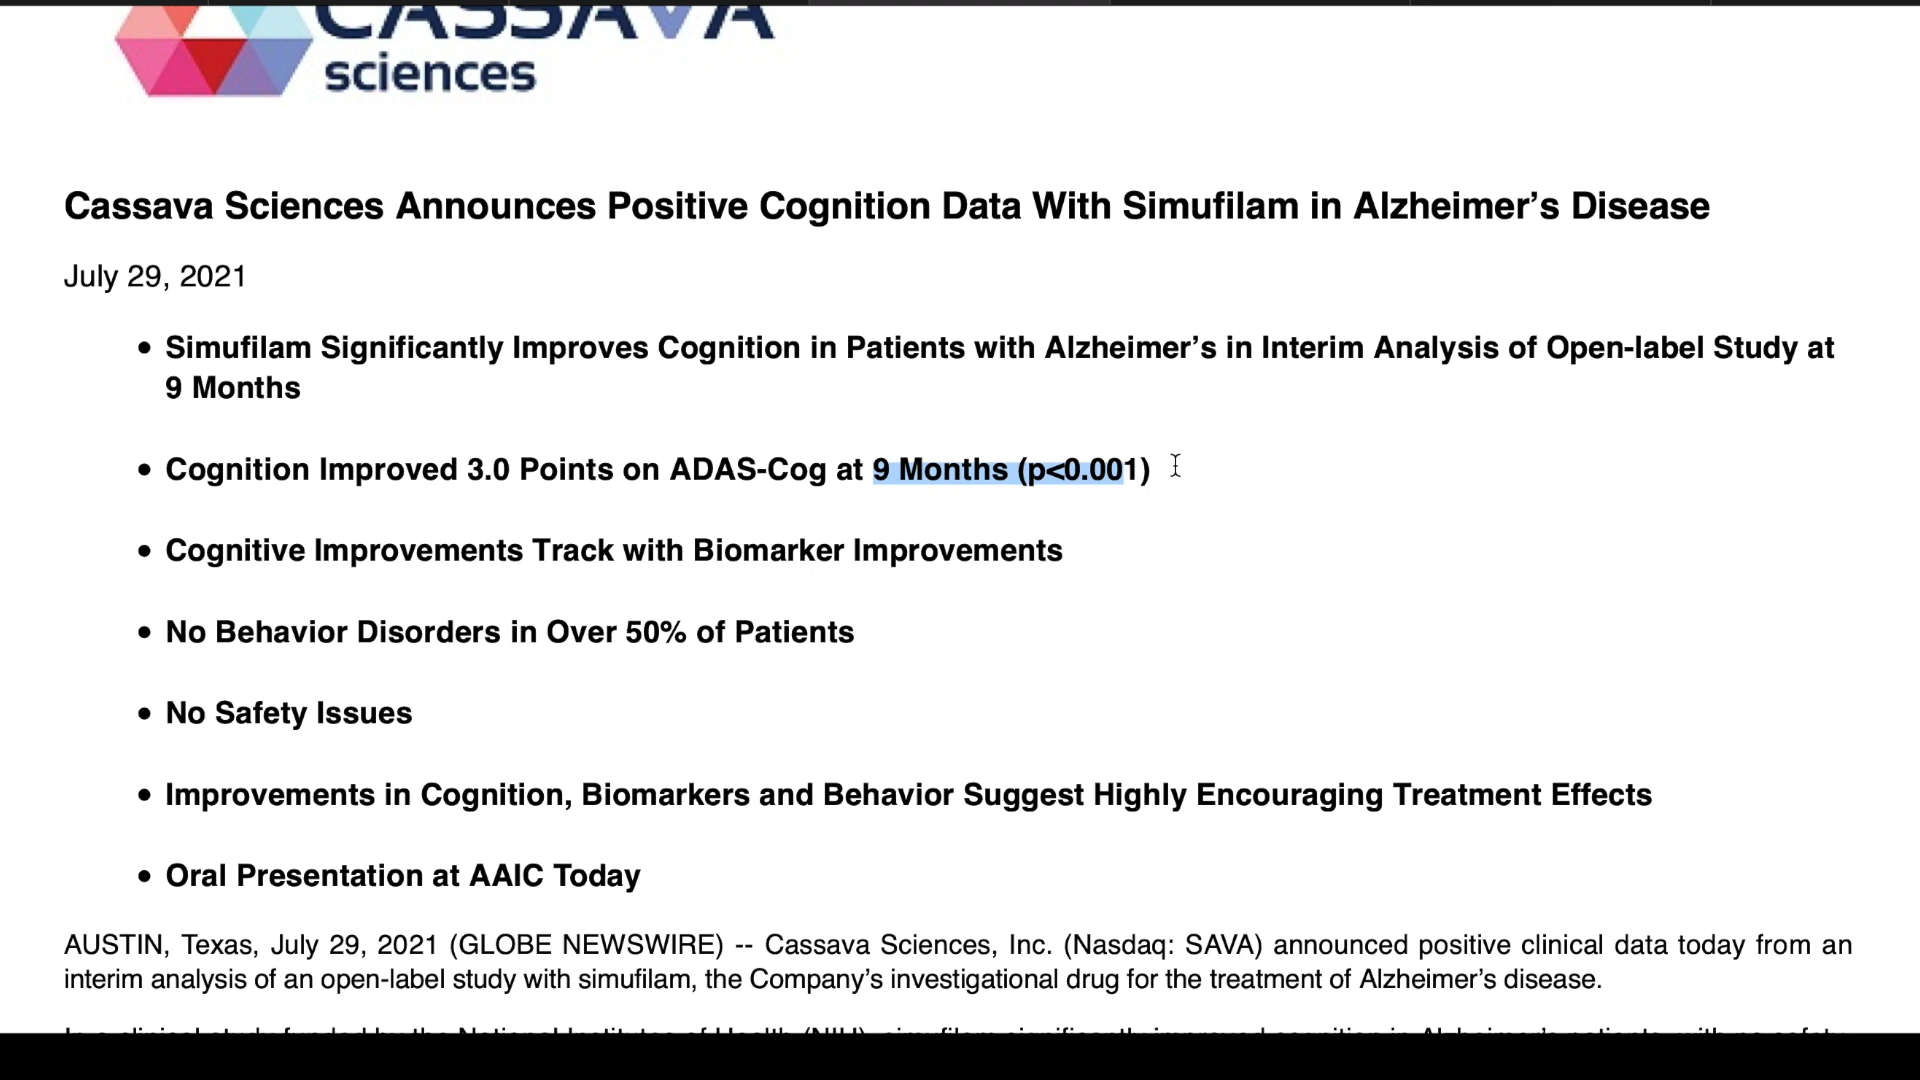 CASSAVA
sciences
Cassava Sciences Announces Positive Cognition Data With Simufilam in Alzheimer’s Disease
July 29, 2021
• Simufilam Significantly Improves Cognition in Patients with Alzheimer’s in Interim Analysis of Open-label Study at
9 Months
• Cognition Improved 3.0 Points on ADAS-Cog at 9 Months (p<0.001)
• Cognitive Improvements Track with Biomarker Improvements
• No Behavior Disorders in Over 50% of Patients
• No Safety Issues
• Improvements in Cognition, Biomarkers and Behavior Suggest Highly Encouraging Treatment Effects
• Oral Presentation at AAIC Today
AUSTIN, Texas, July 29, 2021 (GLOBE NEWSWIRE) -- Cassava Sciences, Inc. (Nasdaq: SAVA) announced positive clinical data today from an
interim analysis of an open-label study with simufilam, the Company’s investigational drug for the treatment of Alzheimer’s disease.